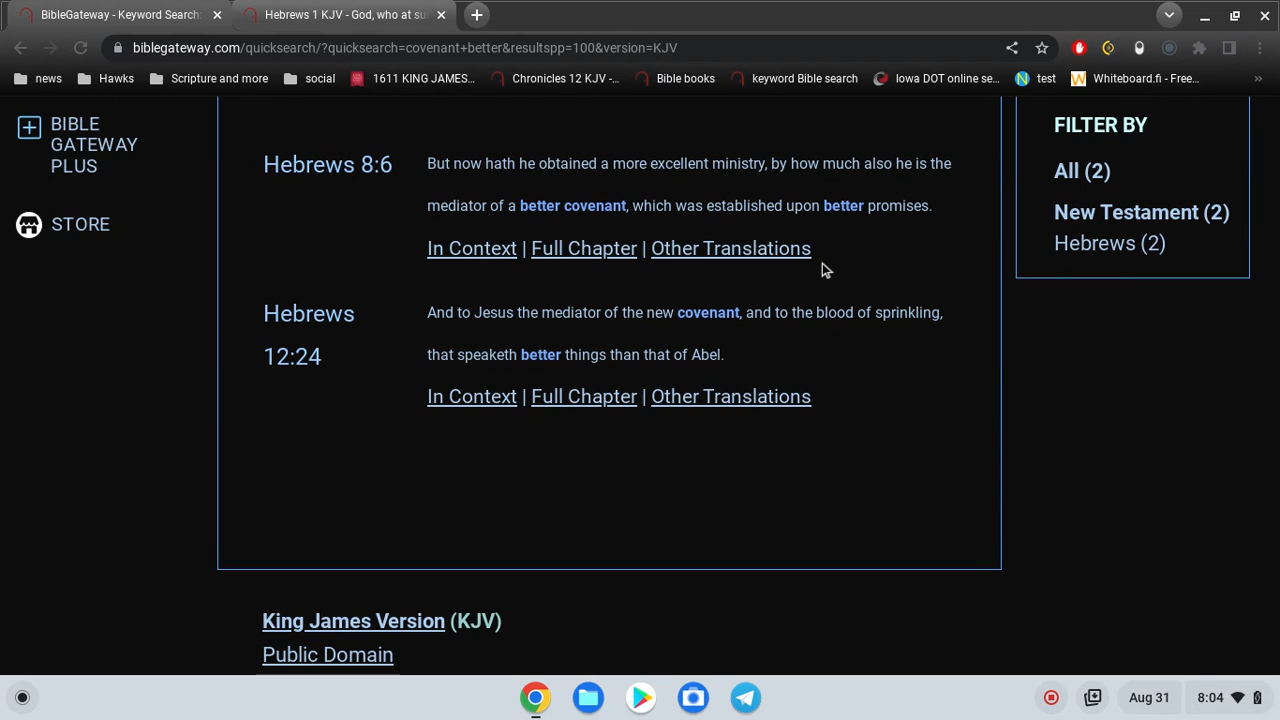 BibleGateway - Keyword Search:
Hebrews 1 KJV - God, who at su
biblegateway.com/quicksearch/?quicksearch=covenant+better&resultspp=100&version=KJV
news
Hawks
Scripture and more
social
1611 KING JAMES...
Chronicles 12 KJV -...
Bible books
keyword Bible search
Iowa DOT online se...
N test
W Whiteboard.fi - Free...
»
BIBLE
GATEWAY
PLUS
STORE
Hebrews 8:6
But now hath he obtained a more excellent ministry, by how much also he is the
mediator of a better covenant, which was established upon better promises.
In Context | Full Chapter | Other Translations
Hebrews
12:24
And to Jesus the mediator of the new covenant, and to the blood of sprinkling,
that speaketh better things than that of Abel.
In Context | Full Chapter | Other Translations
FILTER BY
All (2)
New Testament (2)
Hebrews (2)
King James Version (KJV)
Public Domain
Aug 31
8:04